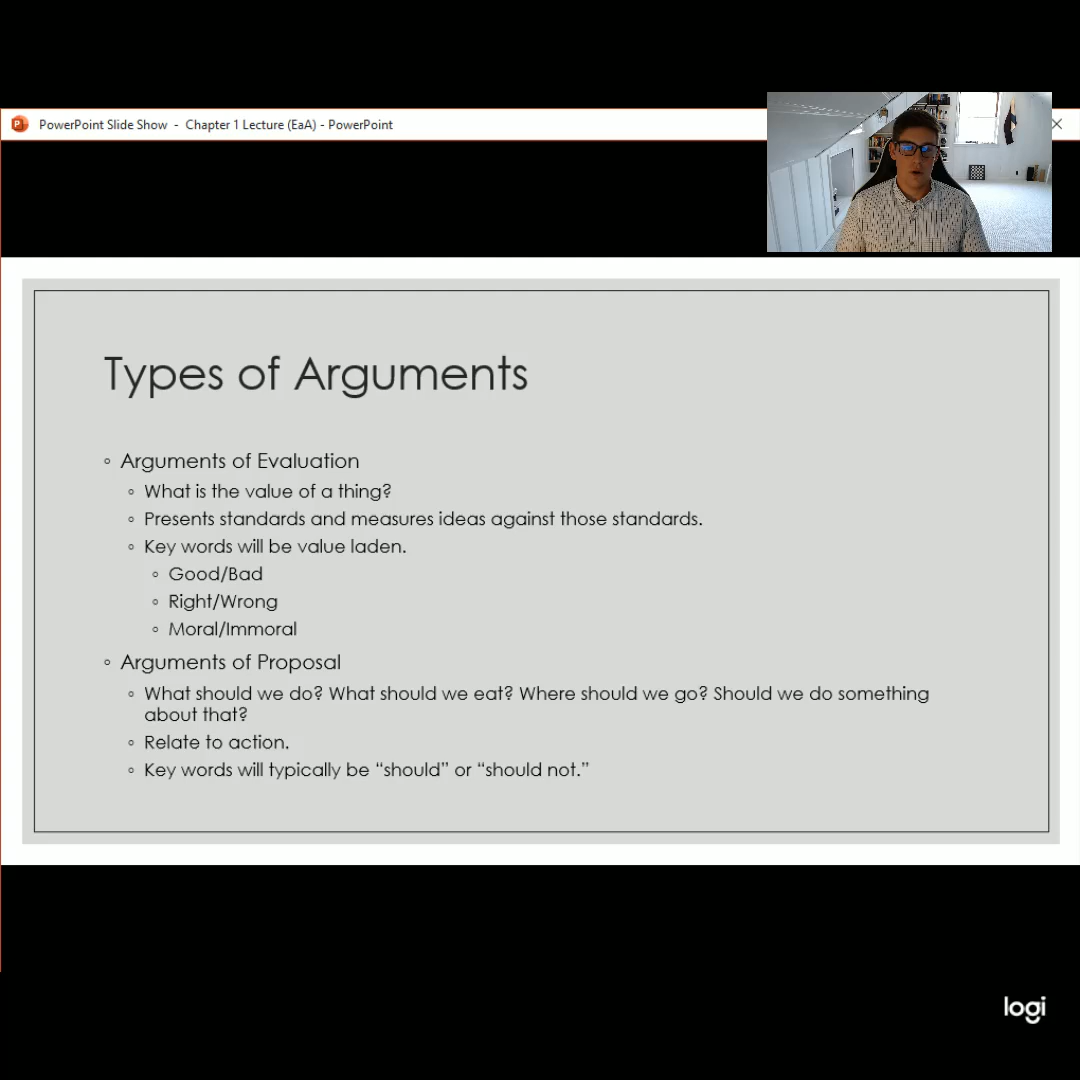 PowerPoint Slide Show - Chapter 1 Lecture (EaA) - PowerPoint
Types of Arguments
◦ Arguments of Evaluation
◦ What is the value of a thing?
◦ Presents standards and measures ideas against those standards.
◦ Key words will be value laden.
◦ Good/Bad
◦ Right/Wrong
◦ Moral/Immoral
◦ Arguments of Proposal
◦ What should we do? What should we eat? Where should we go? Should we do something
about that?
◦ Relate to action.
◦ Key words will typically be “should” or “should not.”
logi